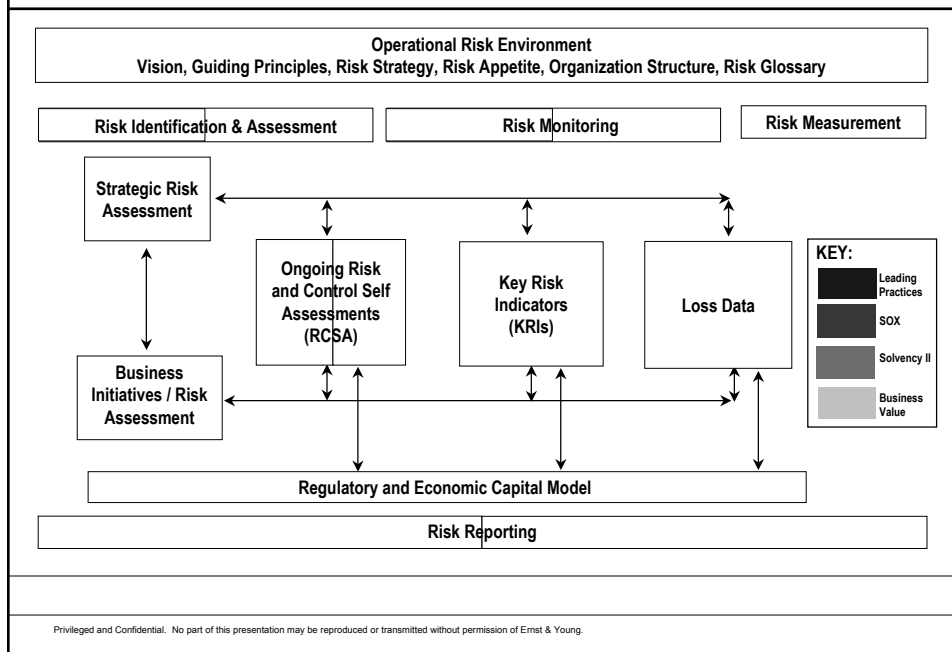 Operational Risk Environment
Vision, Guiding Principles, Risk Strategy, Risk Appetite, Organization Structure, Risk Glossary
Risk Identification & Assessment
Risk Monitoring
Risk Measurement
Strategic Risk
Assessment
Ongoing Risk
and Control Self
Assessments
(RCSA)
Key Risk
Indicators
(KRIs)
Loss Data
KEY:
Leading
Practices
SOX
Solvency II
Business
Value
Business
Initiatives / Risk
Assessment
Regulatory and Economic Capital Model
Risk Reporting
Privileged and Confidential. No part of this presentation may be reproduced or transmitted without permission of Ernst & Young.